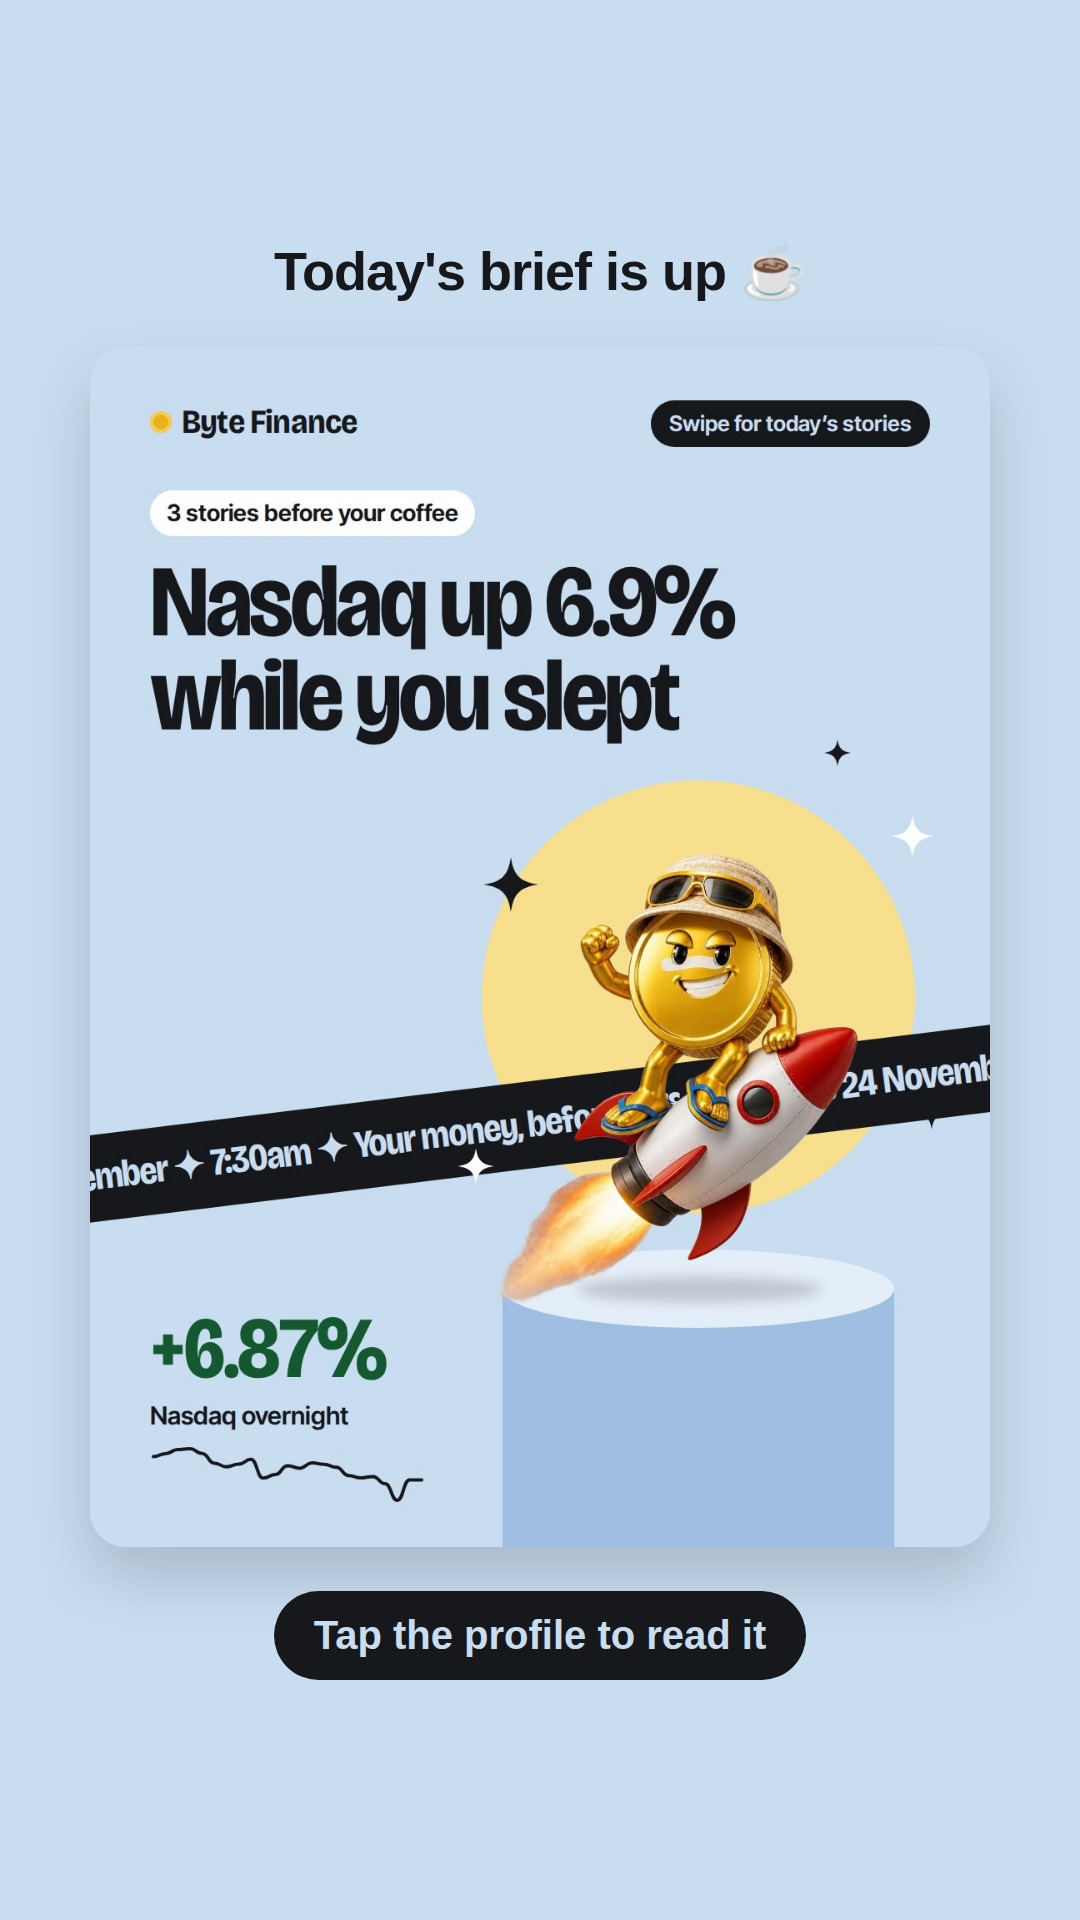 Today's brief is up ☕
Byte Finance
Swipe for today’s stories
3 stories before your coffee
Nasdaq up 6.9%
while you slept
ember ✦ 7:30am ✦ Your money, 24 Novemb
+6.87%
Nasdaq overnight
Tap the profile to read it